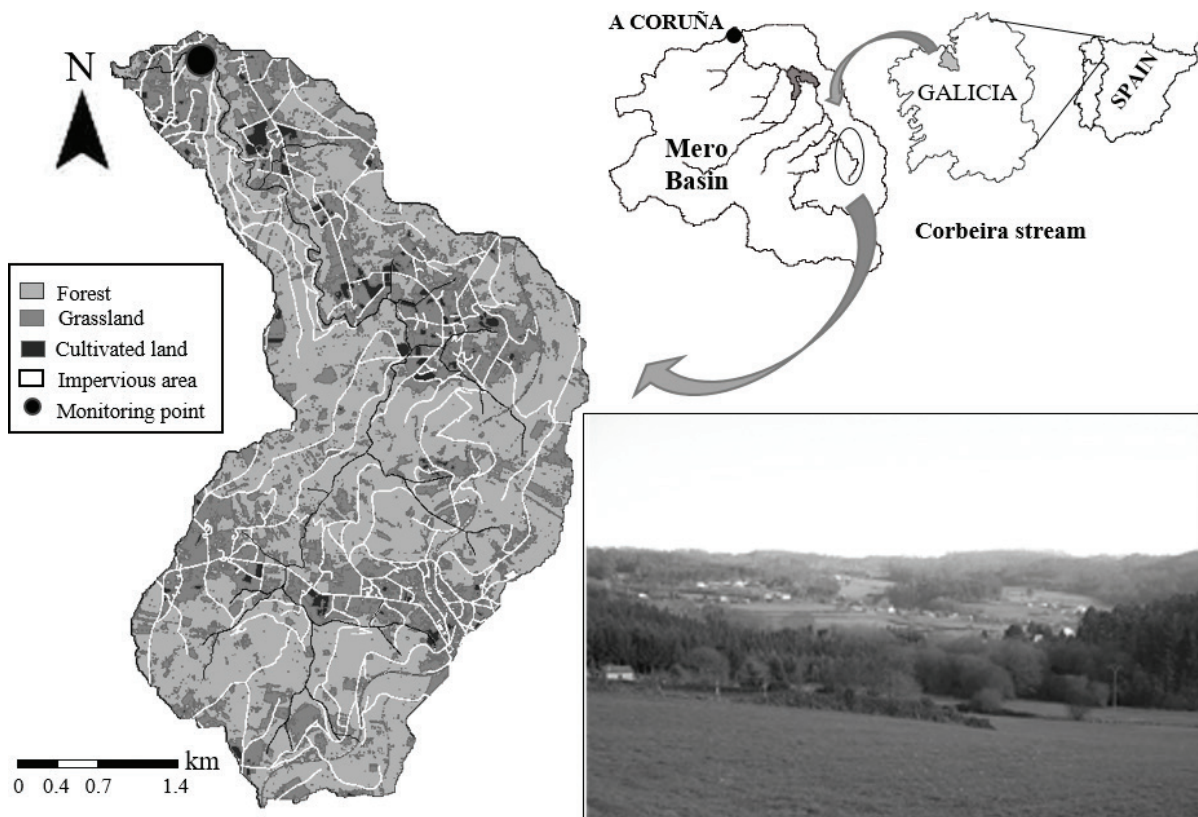 N
Forest
Grassland
Cultivated land
Impervious area
Monitoring point
km
0 0.4 0.7 1.4
A CORUÑA
Mero
Basin
GALICIA
SPAIN
Corbeira stream